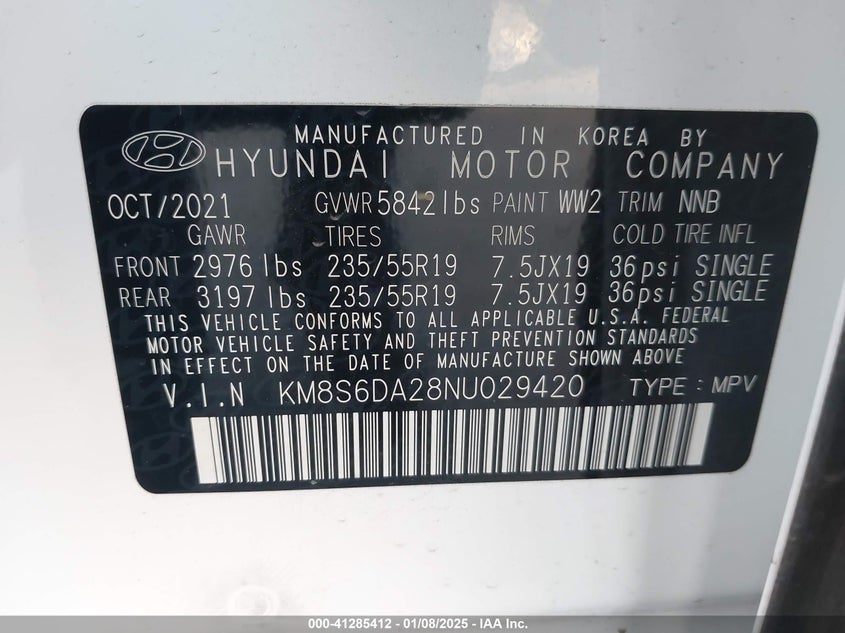 MANUFACTURED IN KOREA BY
HYUNDAI MOTOR COMPANY
OCT/2021 GVWR 5842 lbs PAINT WW2 TRIM NNB
GAWR TIRES RIMS COLD TIRE INFL
FRONT 2976 lbs 235/55R19 7.5JX19 36psi SINGLE
REAR 3197 lbs 235/55R19 7.5JX19 36psi SINGLE
THIS VEHICLE CONFORMS TO ALL APPLICABLE U.S.A. FEDERAL
MOTOR VEHICLE SAFETY AND THEFT PREVENTION STANDARDS
IN EFFECT ON THE DATE OF MANUFACTURE SHOWN ABOVE
V.I.N KM8S6DA28NU029420 TYPE : MPV
000-41285412 - 01/08/2025 - IAA Inc.